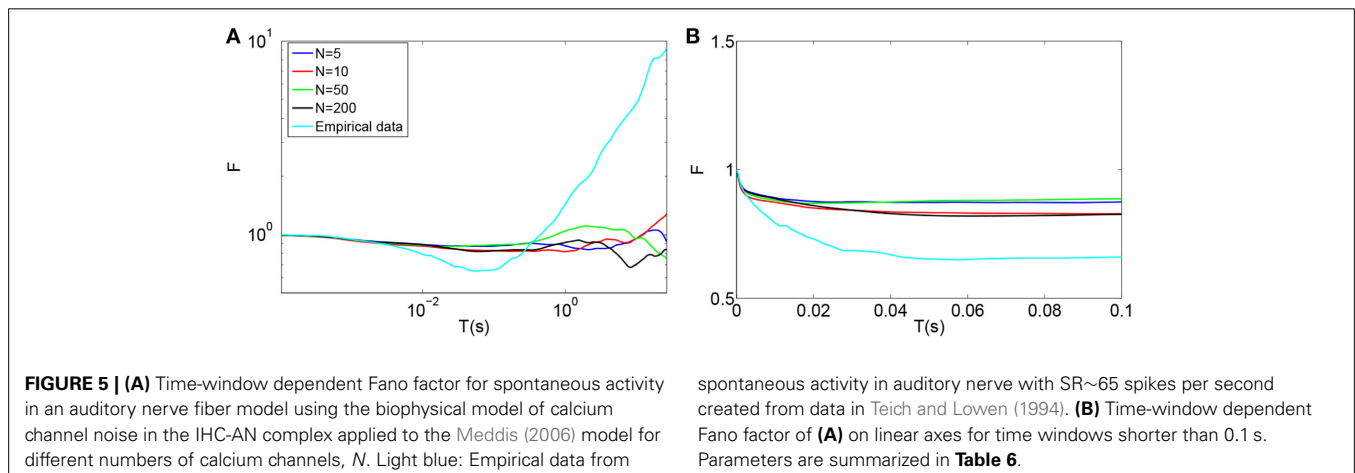 A
10^1
N=5
N=10
N=50
N=200
Empirical data
F
10^0
10^-2
10^0
T(s)
B
1.5
F
1
0.5
0
0.02
0.04
0.06
0.08
0.1
T(s)
FIGURE 5 | (A) Time-window dependent Fano factor for spontaneous activity
in an auditory nerve fiber model using the biophysical model of calcium
channel noise in the IHC-AN complex applied to the Meddis (2006) model for
different numbers of calcium channels, N. Light blue: Empirical data from
spontaneous activity in auditory nerve with SR~65 spikes per second
created from data in Teich and Lowen (1994). (B) Time-window dependent
Fano factor of (A) on linear axes for time windows shorter than 0.1 s.
Parameters are summarized in Table 6.